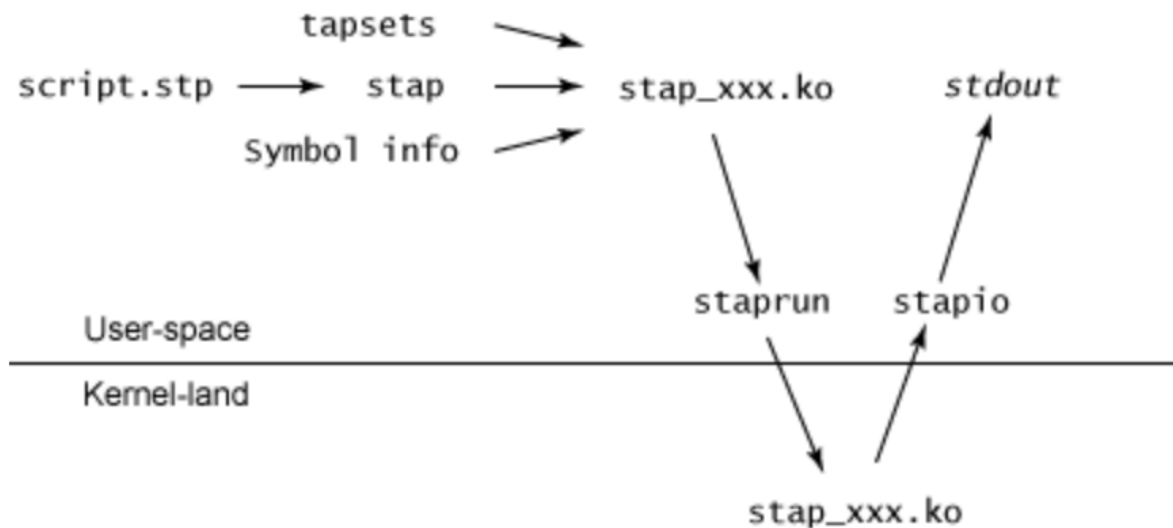 tapsets
script.stp stap stap_xxx.ko stdout
Symbol info
staprun stapio
User-space
Kernel-land
stap_xxx.ko